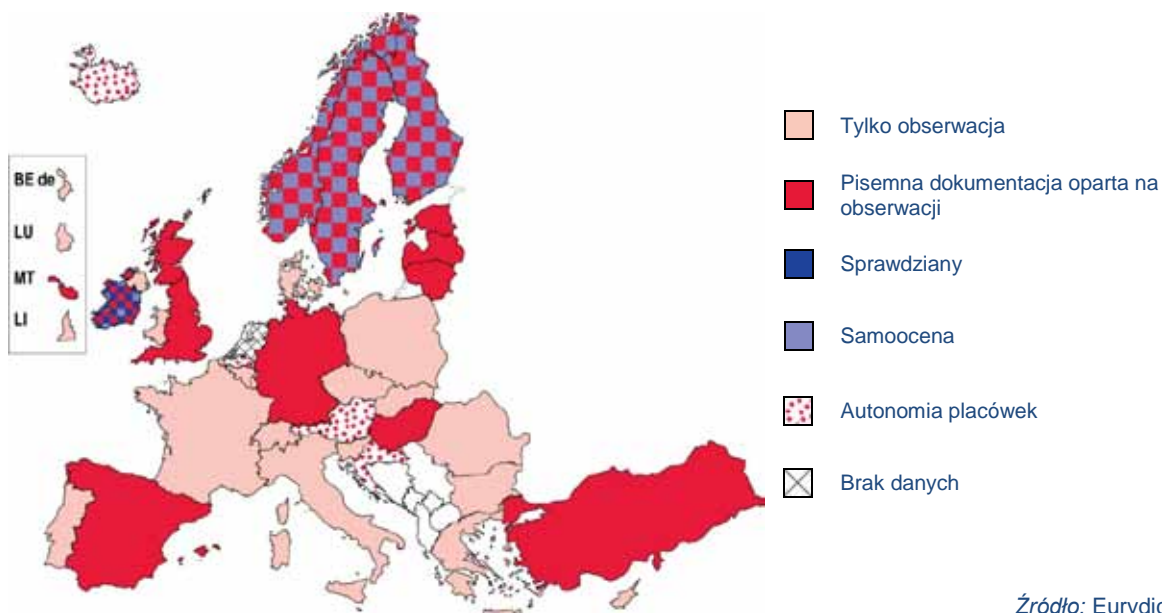 BE de
LU
MT
LI
Tylko obserwacja
Pisemna dokumentacja oparta na
obserwacji
Sprawdziany
Samoocena
Autonomia placówek
Brak danych
Źródło: Eurydic